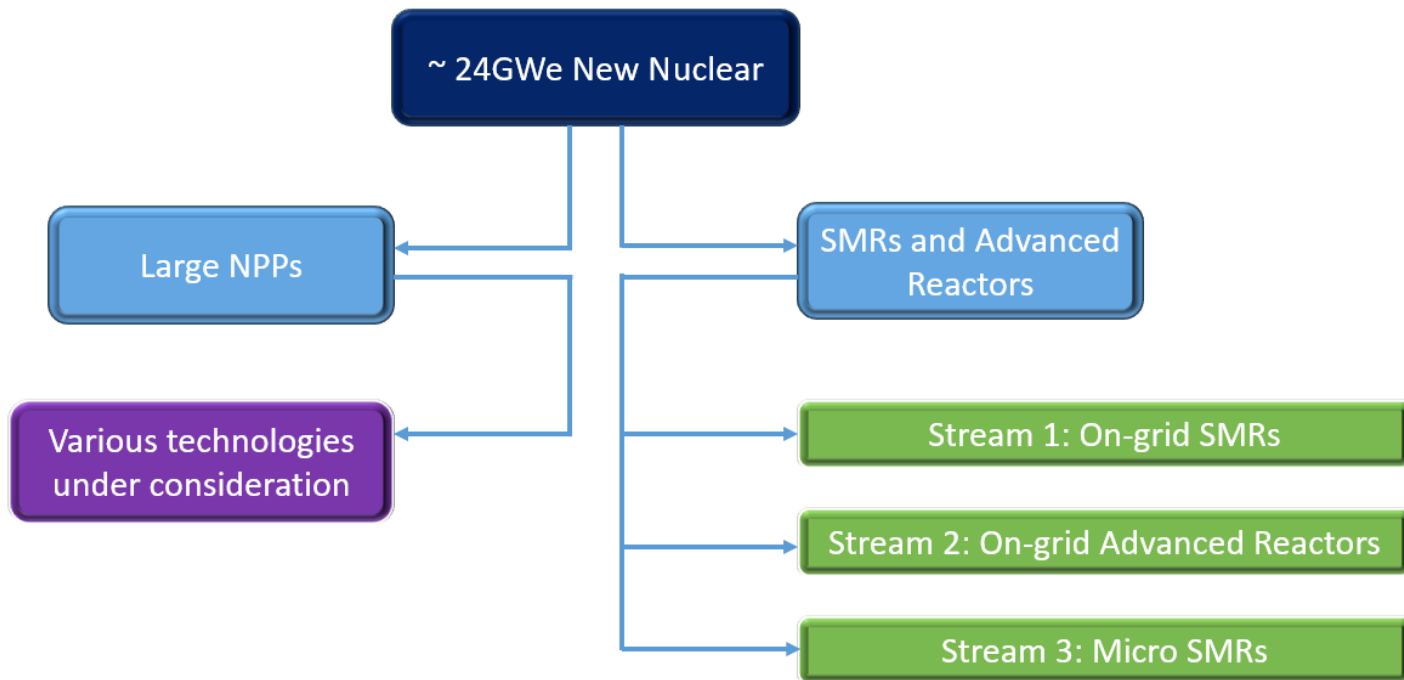 ~ 24GWe New Nuclear
Large NPPs
SMRs and Advanced
Reactors
Various technologies
under consideration
Stream 1: On-grid SMRs
Stream 2: On-grid Advanced Reactors
Stream 3: Micro SMRs